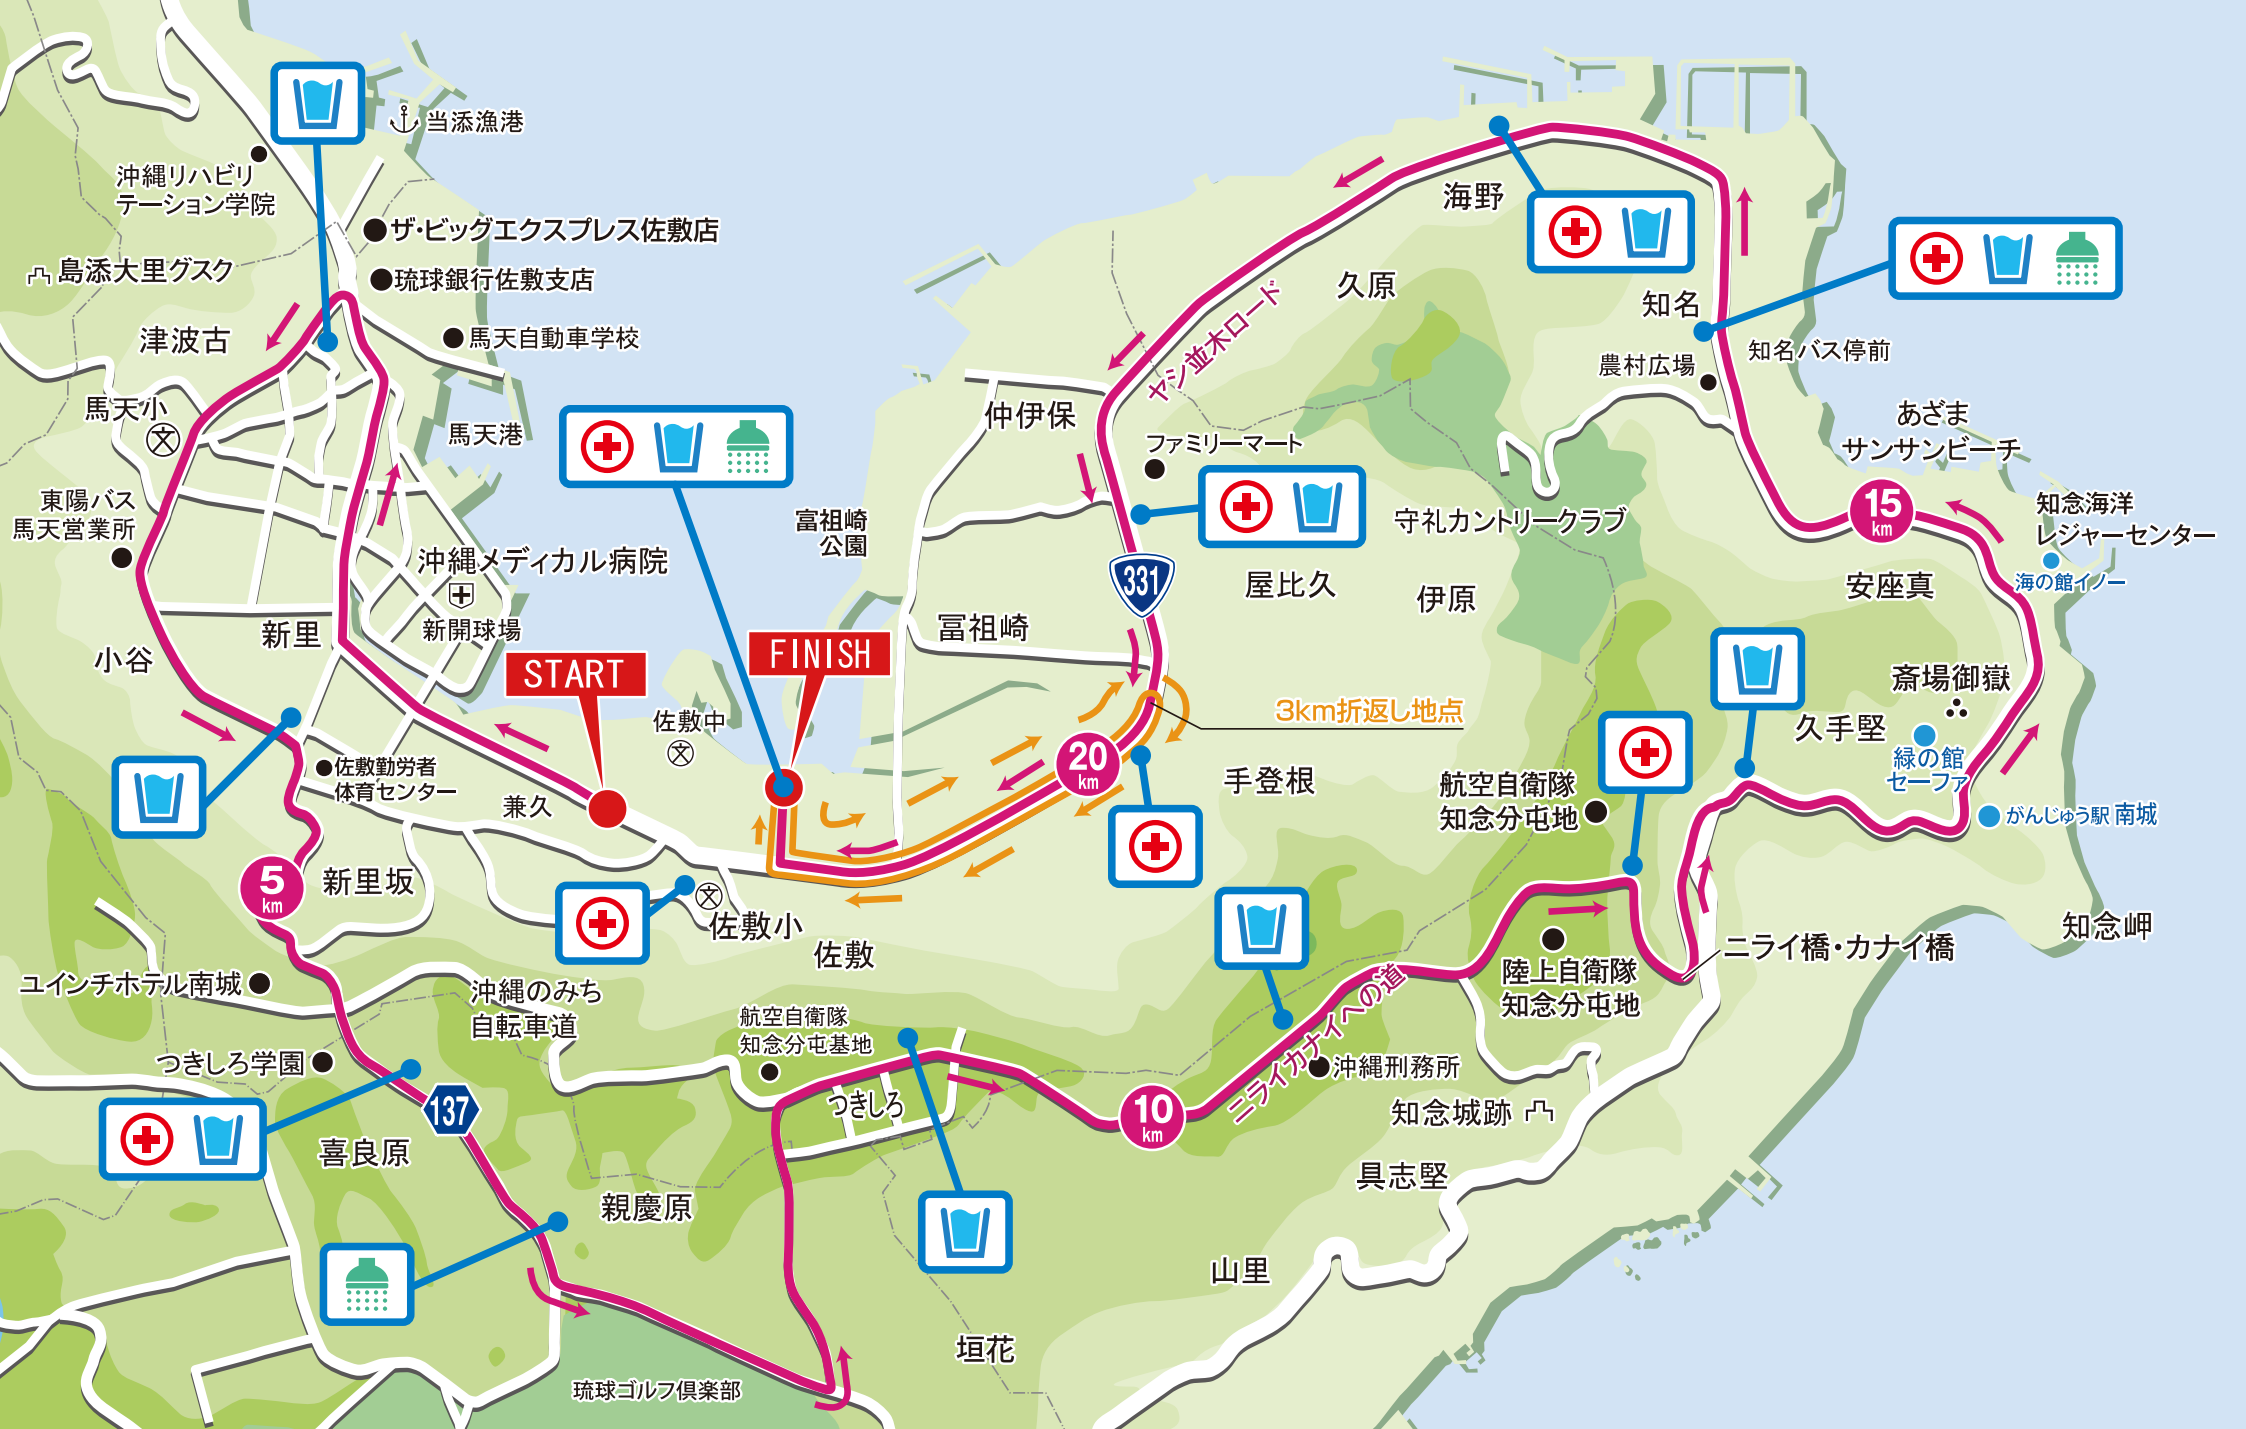 当添漁港
沖縄リハビリ
テーション学院
ザ・ビッグエクスプレス佐敷店
島添大里グスク
琉球銀行佐敷支店
津波古
馬天自動車学校
馬天小
馬天港
東陽バス
馬天営業所
沖縄メディカル病院
新開球場
新里
小谷
START
FINISH
佐敷中
佐敷勤労者
体育センター
兼久
5
km
新里坂
佐敷小
佐敷
ユインチホテル南城
沖縄のみち
自転車道
つきしろ学園
137
喜良原
親慶原
琉球ゴルフ倶楽部
航空自衛隊
知念分屯基地
つきしろ
10
km
垣花
山里
具志堅
知念城跡
沖縄刑務所
ニライカナイへの道
陸上自衛隊
知念分屯地
航空自衛隊
知念分屯地
ニライ橋・カナイ橋
知念岬
がんじゅう駅 南城
緑の館
セーファ
斎場御嶽
久手堅
安座真
海の館イノー
知念海洋
レジャーセンター
あざま
サンサンビーチ
15
km
知名バス停前
農村広場
知名
海野
久原
ヤシ並木ロード
仲伊保
ファミリーマート
守礼カントリークラブ
富祖崎
公園
冨祖崎
331
屋比久
伊原
3km折返し地点
20
km
手登根